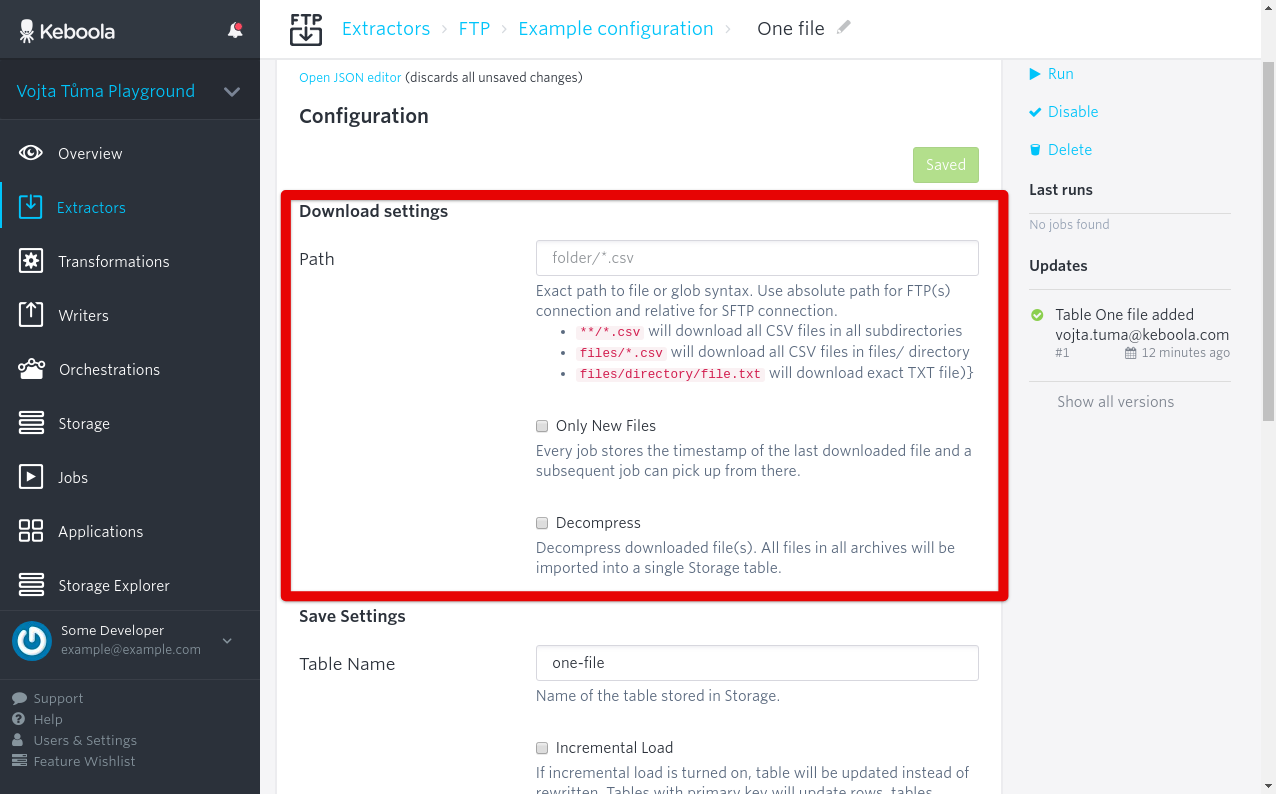 Keboola
Vojta Tůma Playground
Overview
Extractors
Transformations
Writers
Orchestrations
Storage
Jobs
Applications
Storage Explorer
Some Developer
example@example.com
Support
Help
Users & Settings
Feature Wishlist
FTP
Extractors › FTP › Example configuration › One file
Open JSON editor (discards all unsaved changes)
Configuration
Saved
Download settings
Path
folder/*.csv
Exact path to file or glob syntax. Use absolute path for FTP(s)
connection and relative for SFTP connection.
• **/*.csv will download all CSV files in all subdirectories
• files/*.csv will download all CSV files in files/ directory
• files/directory/file.txt will download exact TXT file)}
Only New Files
Every job stores the timestamp of the last downloaded file and a
subsequent job can pick up from there.
Decompress
Decompress downloaded file(s). All files in all archives will be
imported into a single Storage table.
Save Settings
Table Name
one-file
Name of the table stored in Storage.
Incremental Load
If incremental load is turned on, table will be updated instead of
rewritten. Tables with primary key will update rows, tables
Run
Disable
Delete
Last runs
No jobs found
Updates
Table One file added
vojta.tuma@keboola.com
#1 12 minutes ago
Show all versions